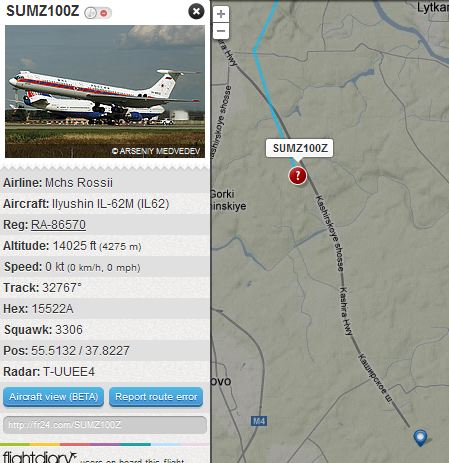 SUMZ100Z
© ARSENIY MEDVEDEV
Airline: Mchs Rossii
Aircraft: Ilyushin IL-62M (IL62)
Reg: RA-86570
Altitude: 14025 ft (4275 m)
Speed: 0 kt (0 km/h, 0 mph)
Track: 32767°
Hex: 15522A
Squawk: 3306
Pos: 55.5132 / 37.8227
Radar: T-UUEE4
Aircraft view (BETA) Report route error
http://fr24.com/SUMZ100Z
flightdiary users on board this flight
+
−
Lytkar
Kashira Hwy
Kashirskoye shosse
SUMZ100Z
?
Gorki
ninskiye
Kashirskoye shosse
Kashira Hwy
Каширское ш
ovo
M4